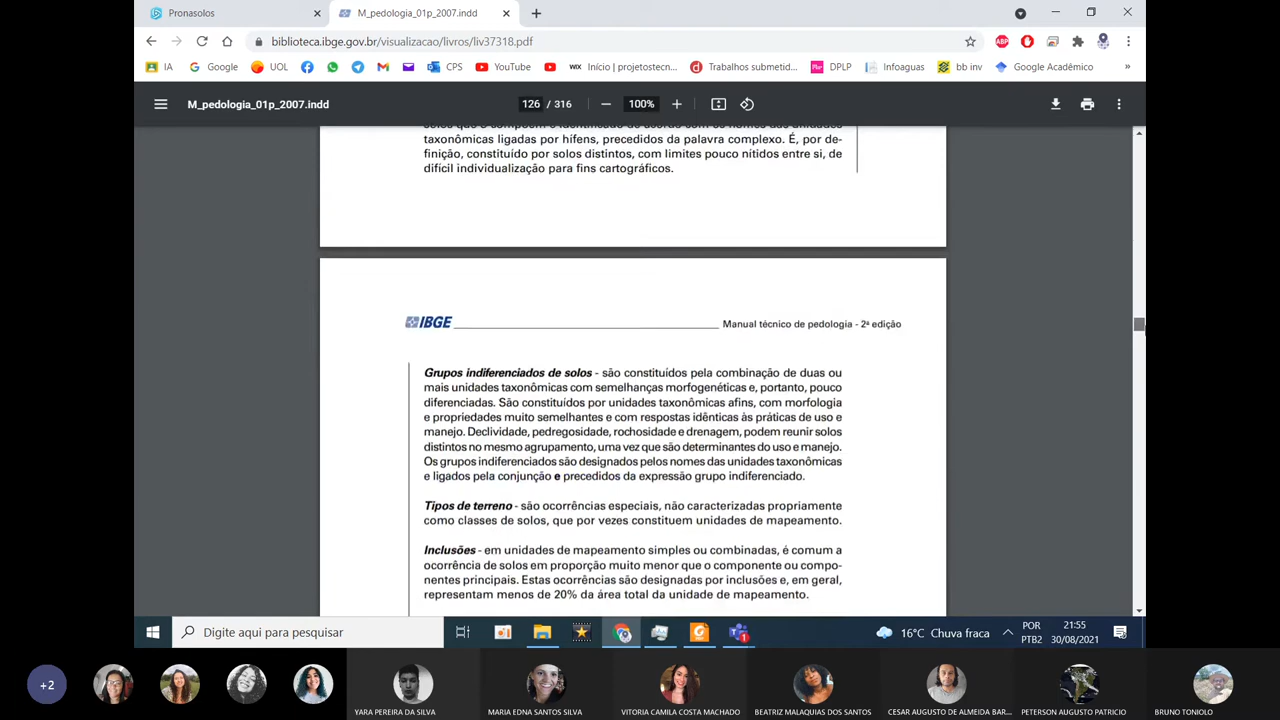 Pronasolos
M_pedologia_01p_2007.indd
biblioteca.ibge.gov.br/visualizacao/livros/liv37318.pdf
IA
Google
UOL
CPS
YouTube
WIX
Início | projetostecn...
Trabalhos submetid...
DPLP
Infoaguas
bb inv
Google Acadêmico
»
M_pedologia_01p_2007.indd
126 / 316
100%
taxonômicas ligadas por hífens, precedidos da palavra complexo. É, por de-
finição, constituído por solos distintos, com limites pouco nítidos entre si, de
difícil individualização para fins cartográficos.
IBGE
Manual técnico de pedologia - 2ª edição
Grupos indiferenciados de solos - são constituídos pela combinação de duas ou
mais unidades taxonômicas com semelhanças morfogenéticas e, portanto, pouco
diferenciadas. São constituídos por unidades taxonômicas afins, com morfologia
e propriedades muito semelhantes e com respostas idênticas às práticas de uso e
manejo. Declividade, pedregosidade, rochosidade e drenagem, podem reunir solos
distintos no mesmo agrupamento, uma vez que são determinantes do uso e manejo.
Os grupos indiferenciados são designados pelos nomes das unidades taxonômicas
e ligados pela conjunção e precedidos da expressão grupo indiferenciado.
Tipos de terreno - são ocorrências especiais, não caracterizadas propriamente
como classes de solos, que por vezes constituem unidades de mapeamento.
Inclusões - em unidades de mapeamento simples ou combinadas, é comum a
ocorrência de solos em proporção muito menor que o componente ou compo-
nentes principais. Estas ocorrências são designadas por inclusões e, em geral,
representam menos de 20% da área total da unidade de mapeamento.
Digite aqui para pesquisar
16°C Chuva fraca
POR
PTB2
21:55
30/08/2021
+2
YARA PEREIRA DA SILVA
MARIA EDNA SANTOS SILVA
VITORIA CAMILA COSTA MACHADO
BEATRIZ MALAQUIAS DOS SANTOS
CESAR AUGUSTO DE ALMEIDA BAR...
PETERSON AUGUSTO PATRICIO
BRUNO TONIOLO